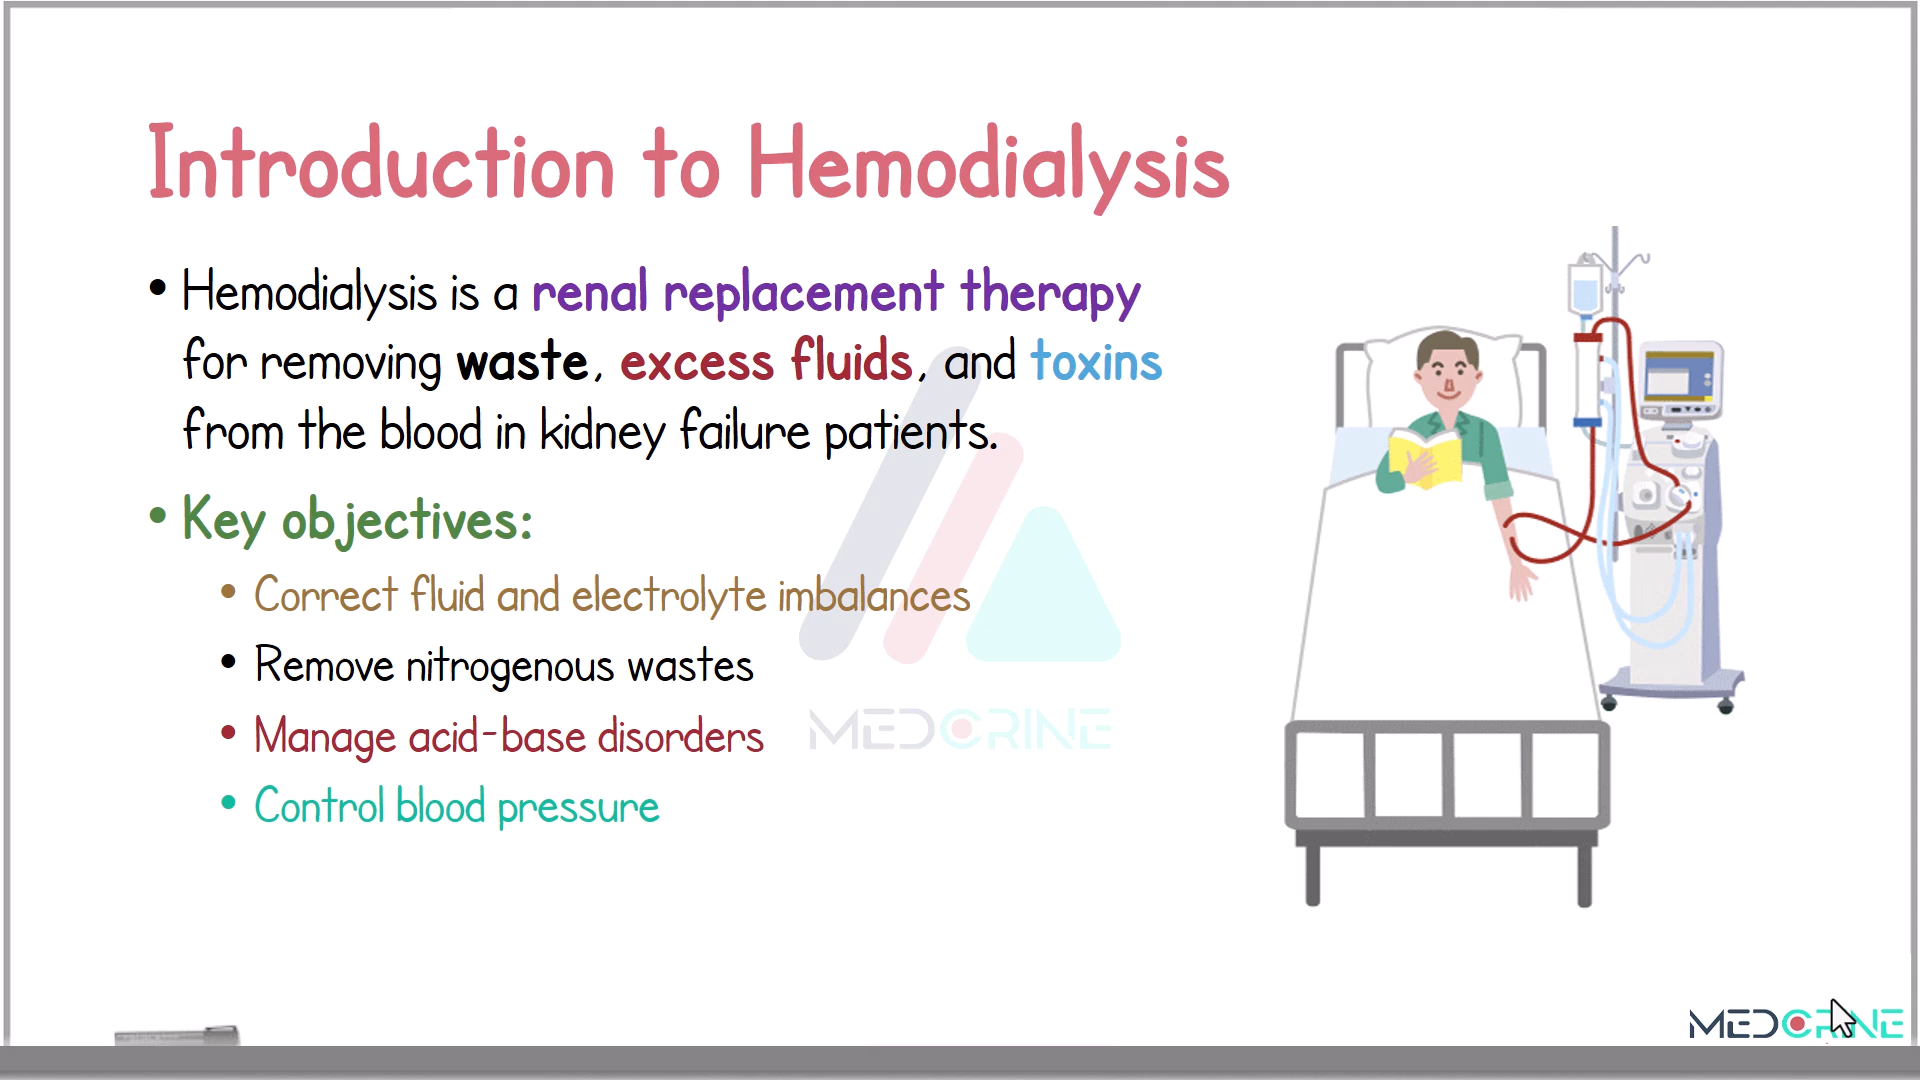 Introduction to Hemodialysis
• Hemodialysis is a renal replacement therapy
for removing waste, excess fluids, and toxins
from the blood in kidney failure patients.
• Key objectives:
• Correct fluid and electrolyte imbalances
• Remove nitrogenous wastes
• Manage acid-base disorders
• Control blood pressure
MEDCRINE
MEDCRINE